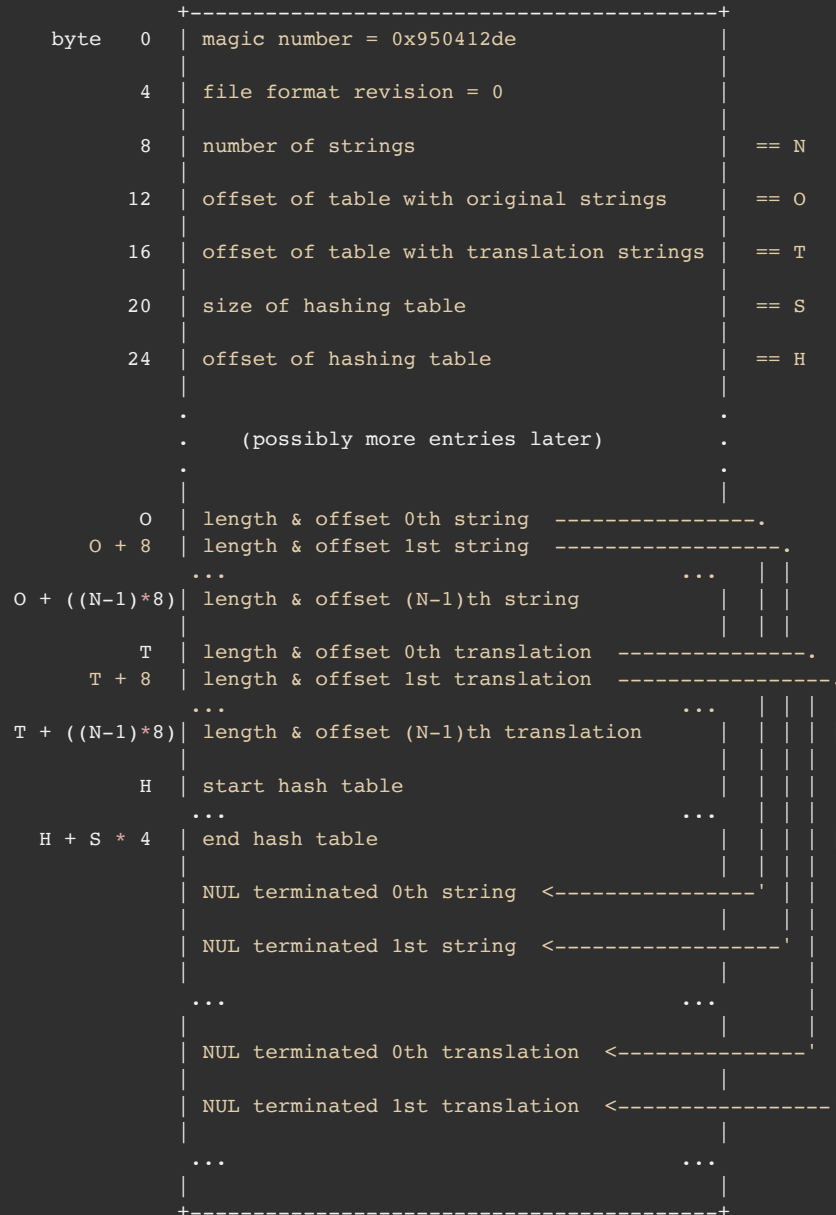 +------------------------------------------+
byte 0 | magic number = 0x950412de |
| |
4 | file format revision = 0 |
| |
8 | number of strings | == N
| |
12 | offset of table with original strings | == O
| |
16 | offset of table with translation strings | == T
| |
20 | size of hashing table | == S
| |
24 | offset of hashing table | == H
| |
. .
. (possibly more entries later) .
. .
| |
O | length & offset 0th string ----------------.
O + 8 | length & offset 1st string ------------------.
... ... | |
O + ((N-1)*8)| length & offset (N-1)th string | | |
| | | |
T | length & offset 0th translation ---------------.
T + 8 | length & offset 1st translation -----------------.
... ... | | |
T + ((N-1)*8)| length & offset (N-1)th translation | | | |
| | | | |
H | start hash table | | | |
... ... | | |
H + S * 4 | end hash table | | | |
| | | | |
| NUL terminated 0th string <----------------' | |
| | | |
| NUL terminated 1st string <------------------' |
| | |
... ... |
| | |
| NUL terminated 0th translation <---------------'
| |
| NUL terminated 1st translation <-----------------
| |
... ...
| |
+------------------------------------------+